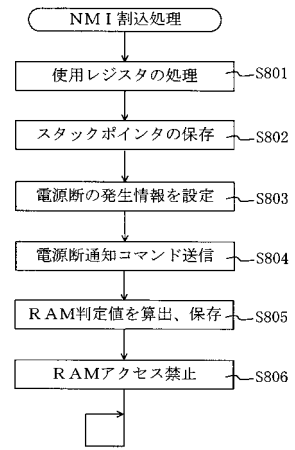 NMI割込処理
使用レジスタの処理
S801
スタックポインタの保存
S802
電源断の発生情報を設定
S803
電源断通知コマンド送信
S804
RAM判定値を算出、保存
S805
RAMアクセス禁止
S806